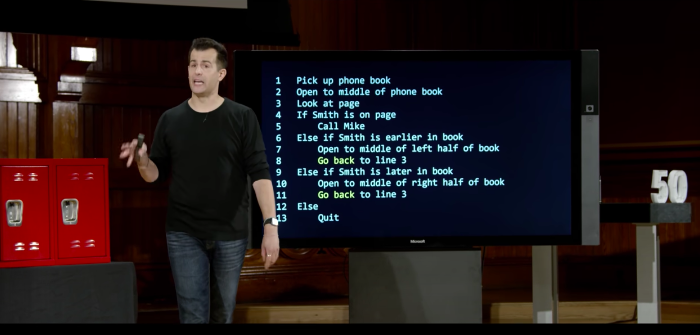 1 Pick up phone book
2 Open to middle of phone book
3 Look at page
4 If Smith is on page
5 Call Mike
6 Else if Smith is earlier in book
7 Open to middle of left half of book
8 Go back to line 3
9 Else if Smith is later in book
10 Open to middle of right half of book
11 Go back to line 3
12 Else
13 Quit
Microsoft
50